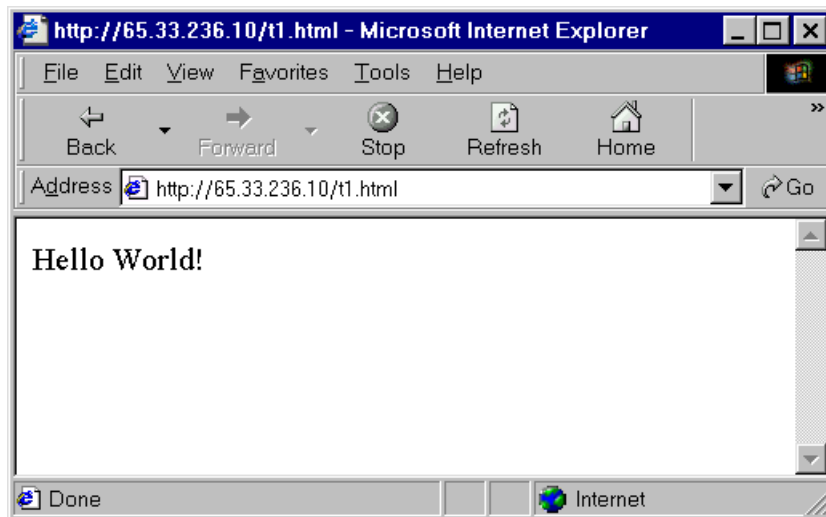 http://65.33.236.10/t1.html - Microsoft Internet Explorer
File Edit View Favorites Tools Help
Back Forward Stop Refresh Home »
Address http://65.33.236.10/t1.html Go
Hello World!
Done Internet